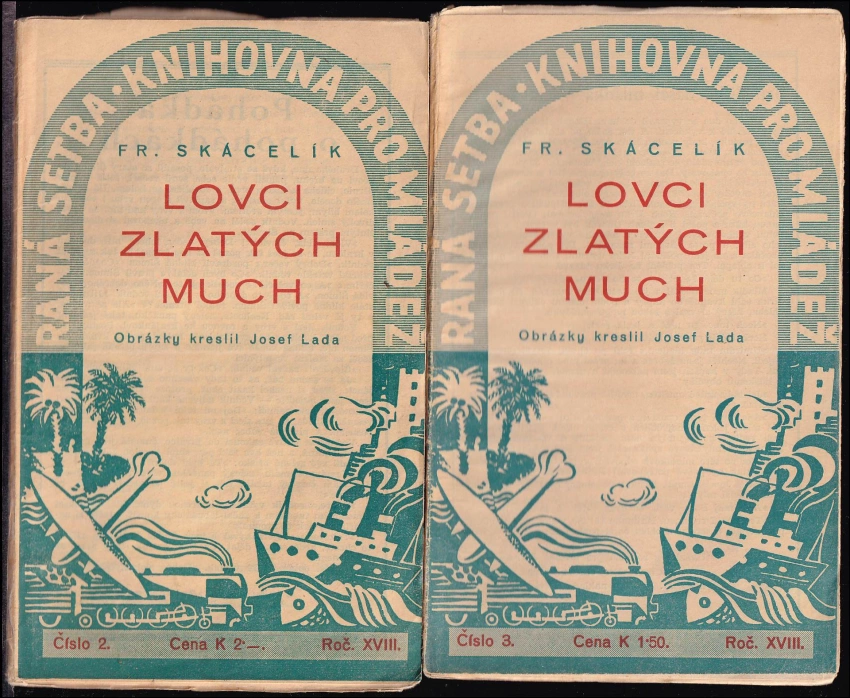 RANÁ SETBA · KNIHOVNA PRO MLÁDEŽ
FR. SKÁCELÍK
LOVCI
ZLATÝCH
MUCH
Obrázky kreslil Josef Lada
Číslo 2. Cena K 2·—. Roč. XVIII.
RANÁ SETBA · KNIHOVNA PRO MLÁDEŽ
FR. SKÁCELÍK
LOVCI
ZLATÝCH
MUCH
Obrázky kreslil Josef Lada
Číslo 3. Cena K 1·50. Roč. XVIII.